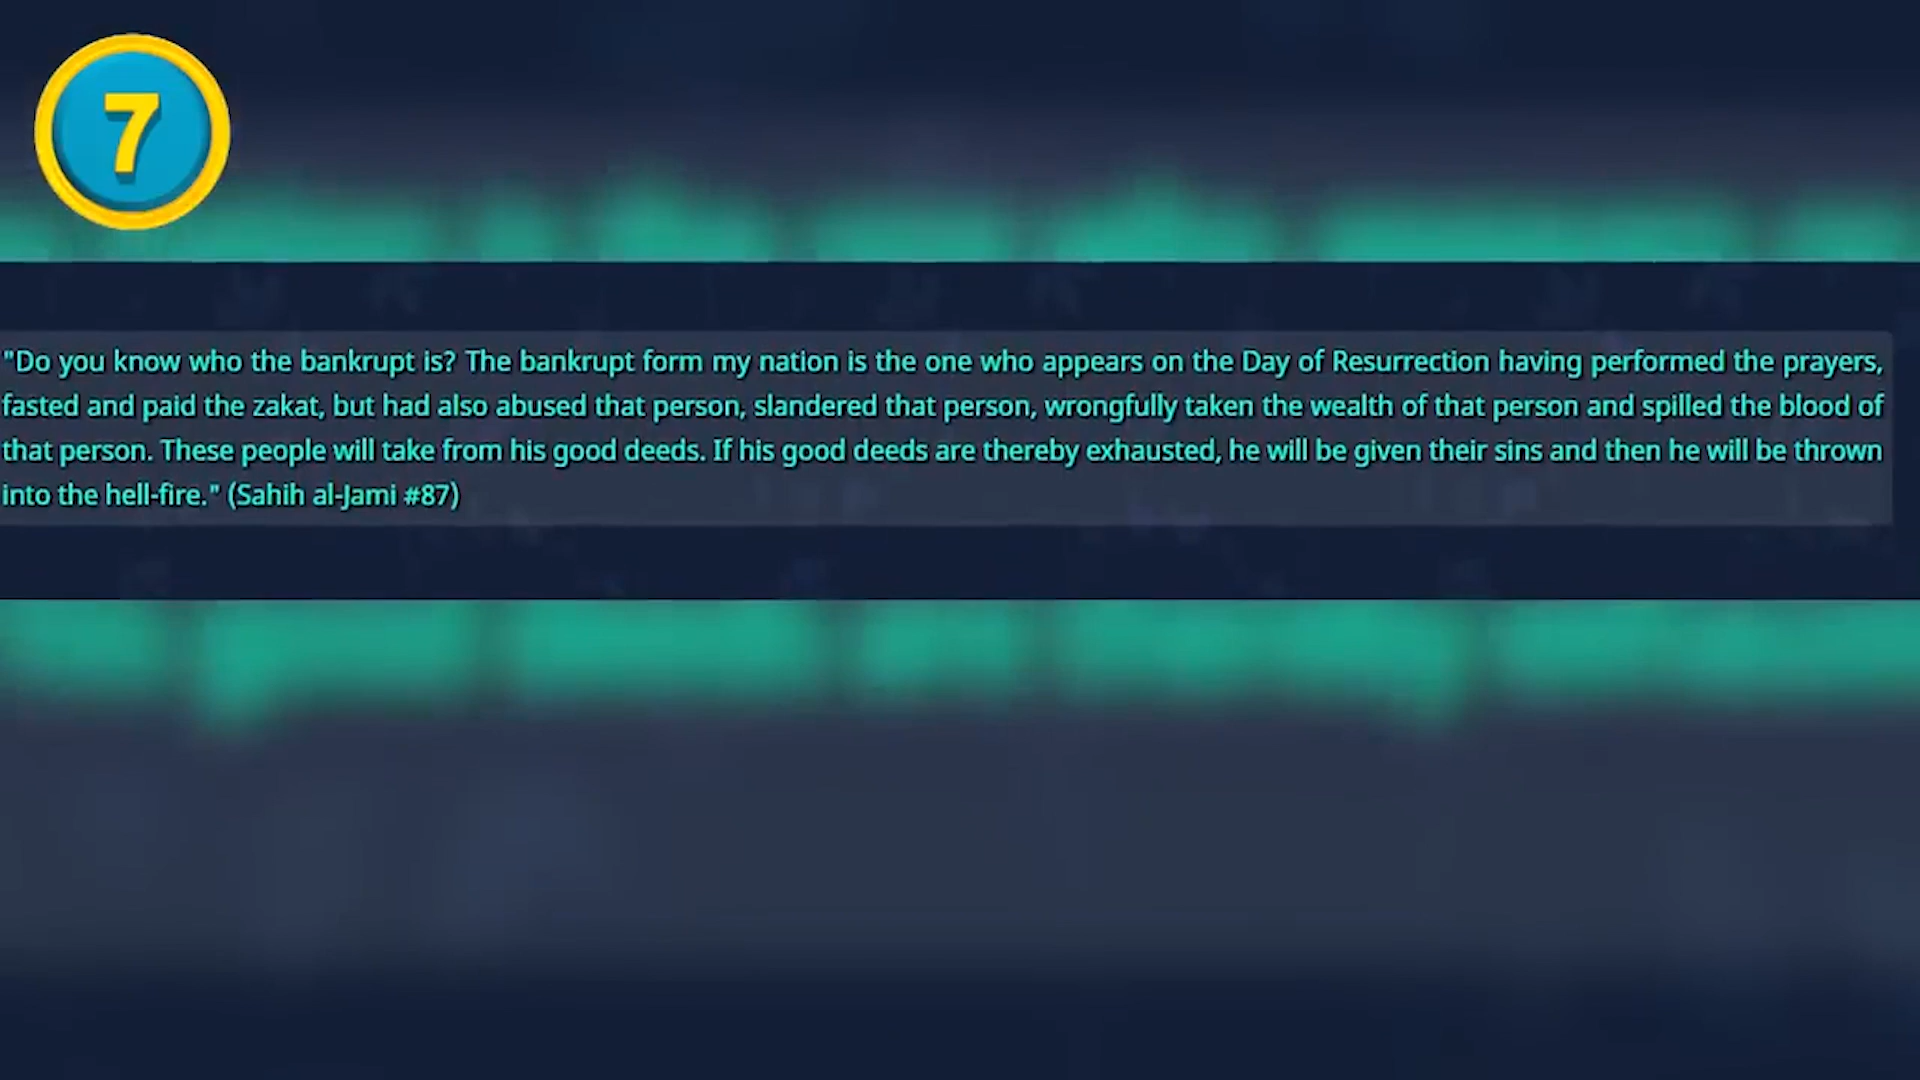 7
"Do you know who the bankrupt is? The bankrupt form my nation is the one who appears on the Day of Resurrection having performed the prayers,
fasted and paid the zakat, but had also abused that person, slandered that person, wrongfully taken the wealth of that person and spilled the blood of
that person. These people will take from his good deeds. If his good deeds are thereby exhausted, he will be given their sins and then he will be thrown
into the hell-fire." (Sahih al-Jami #87)